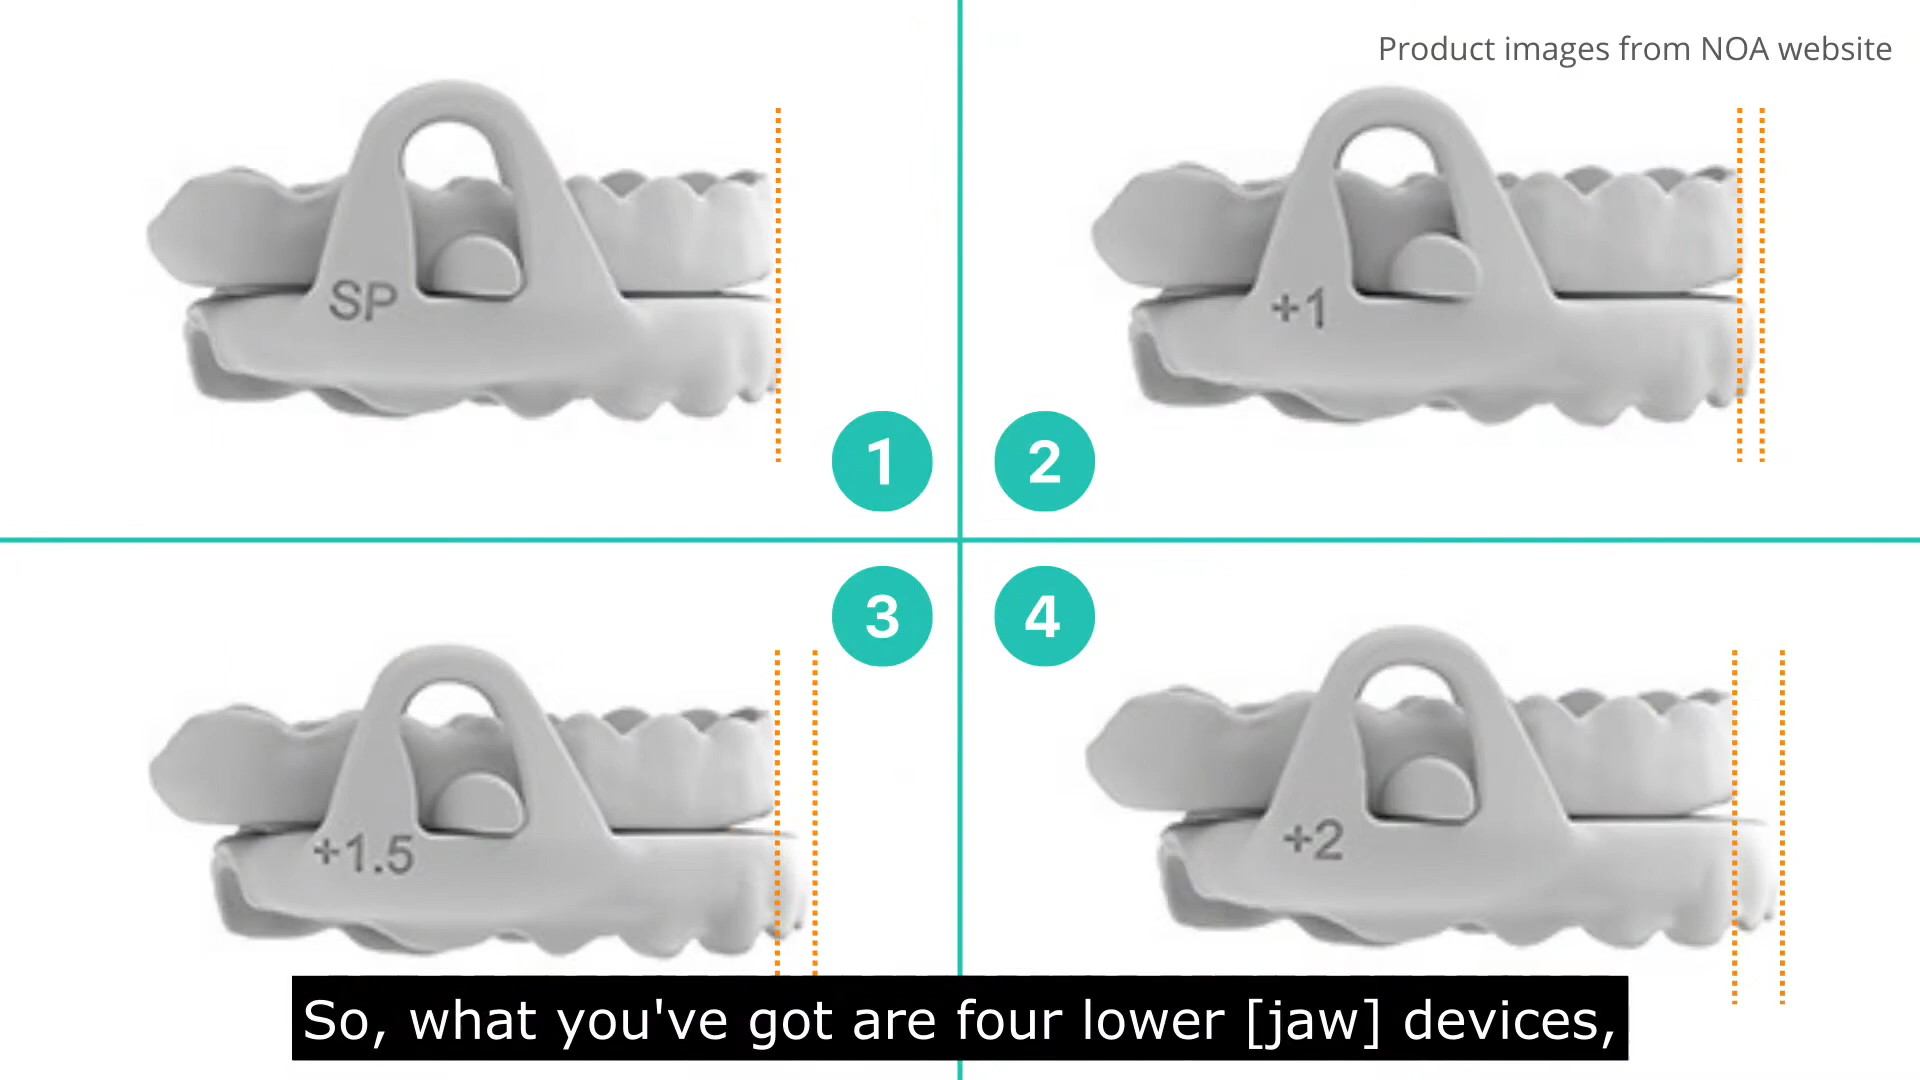 Product images from NOA website
SP
+1
1
2
3
4
+1.5
+2
So, what you've got are four lower [jaw] devices,